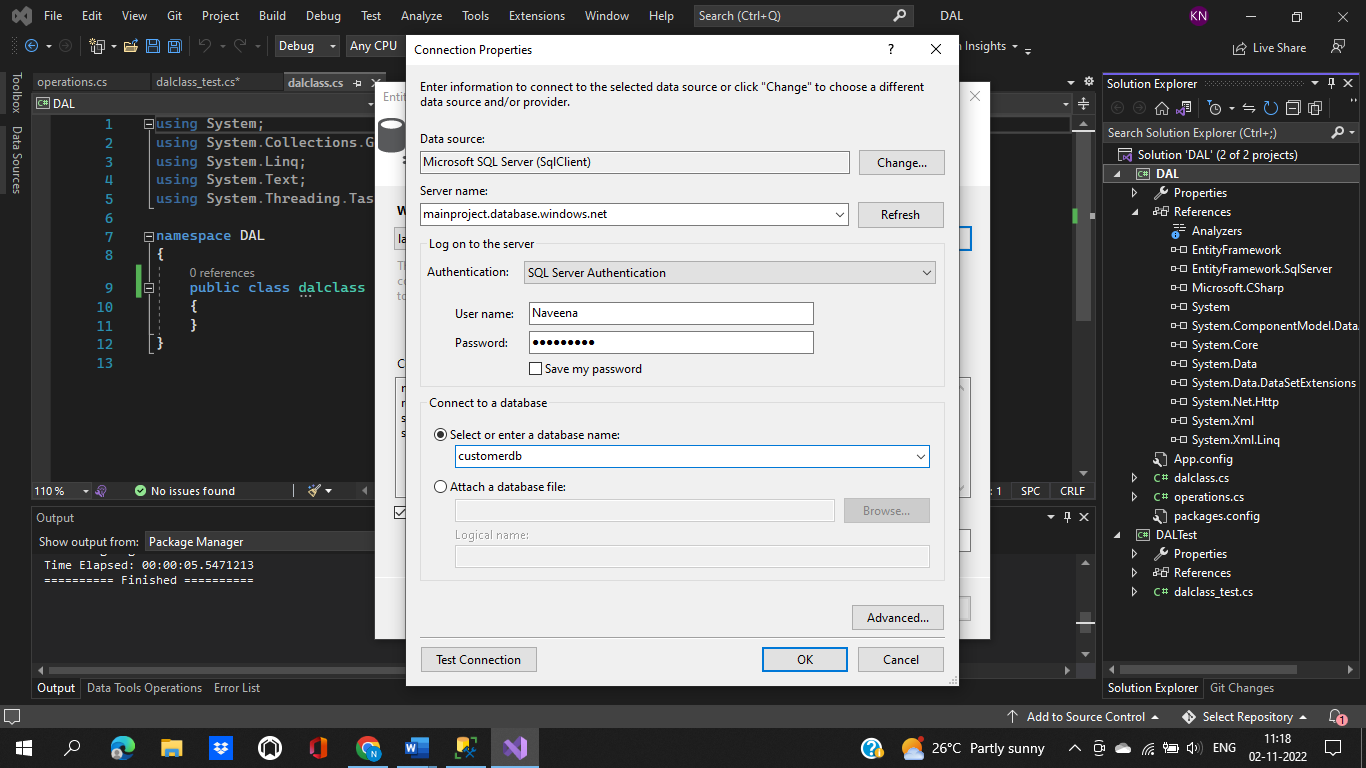 File Edit View Git Project Build Debug Test Analyze Tools Extensions Window Help Search (Ctrl+Q) DAL KN
Debug Any CPU Insights Live Share
Connection Properties ?
Enter information to connect to the selected data source or click "Change" to choose a different
data source and/or provider.
Data source:
Microsoft SQL Server (SqlClient) Change...
Server name:
mainproject.database.windows.net Refresh
Log on to the server
Authentication: SQL Server Authentication
User name: Naveena
Password: ●●●●●●●●●
Save my password
Connect to a database
Select or enter a database name:
customerdb
Attach a database file:
Browse...
Logical name:
Advanced...
Test Connection OK Cancel
Toolbox
Data Sources
operations.cs dalclass_test.cs* dalclass.cs
C# DAL
1 using System;
2 using System.Collections.G
3 using System.Linq;
4 using System.Text;
5 using System.Threading.Tas
6
7 namespace DAL
8 {
0 references
9 public class dalclass
10 {
11 }
12 }
13
110 % No issues found : 1 SPC CRLF
Output
Show output from: Package Manager
Time Elapsed: 00:00:05.5471213
========== Finished ==========
Output Data Tools Operations Error List
Solution Explorer
Search Solution Explorer (Ctrl+;)
Solution 'DAL' (2 of 2 projects)
C# DAL
Properties
References
Analyzers
EntityFramework
EntityFramework.SqlServer
Microsoft.CSharp
System
System.ComponentModel.Data
System.Core
System.Data
System.Data.DataSetExtensions
System.Net.Http
System.Xml
System.Xml.Linq
App.config
C# dalclass.cs
C# operations.cs
packages.config
C# DALTest
Properties
References
C# dalclass_test.cs
Solution Explorer Git Changes
Add to Source Control Select Repository 1
26°C Partly sunny ENG 11:18
02-11-2022